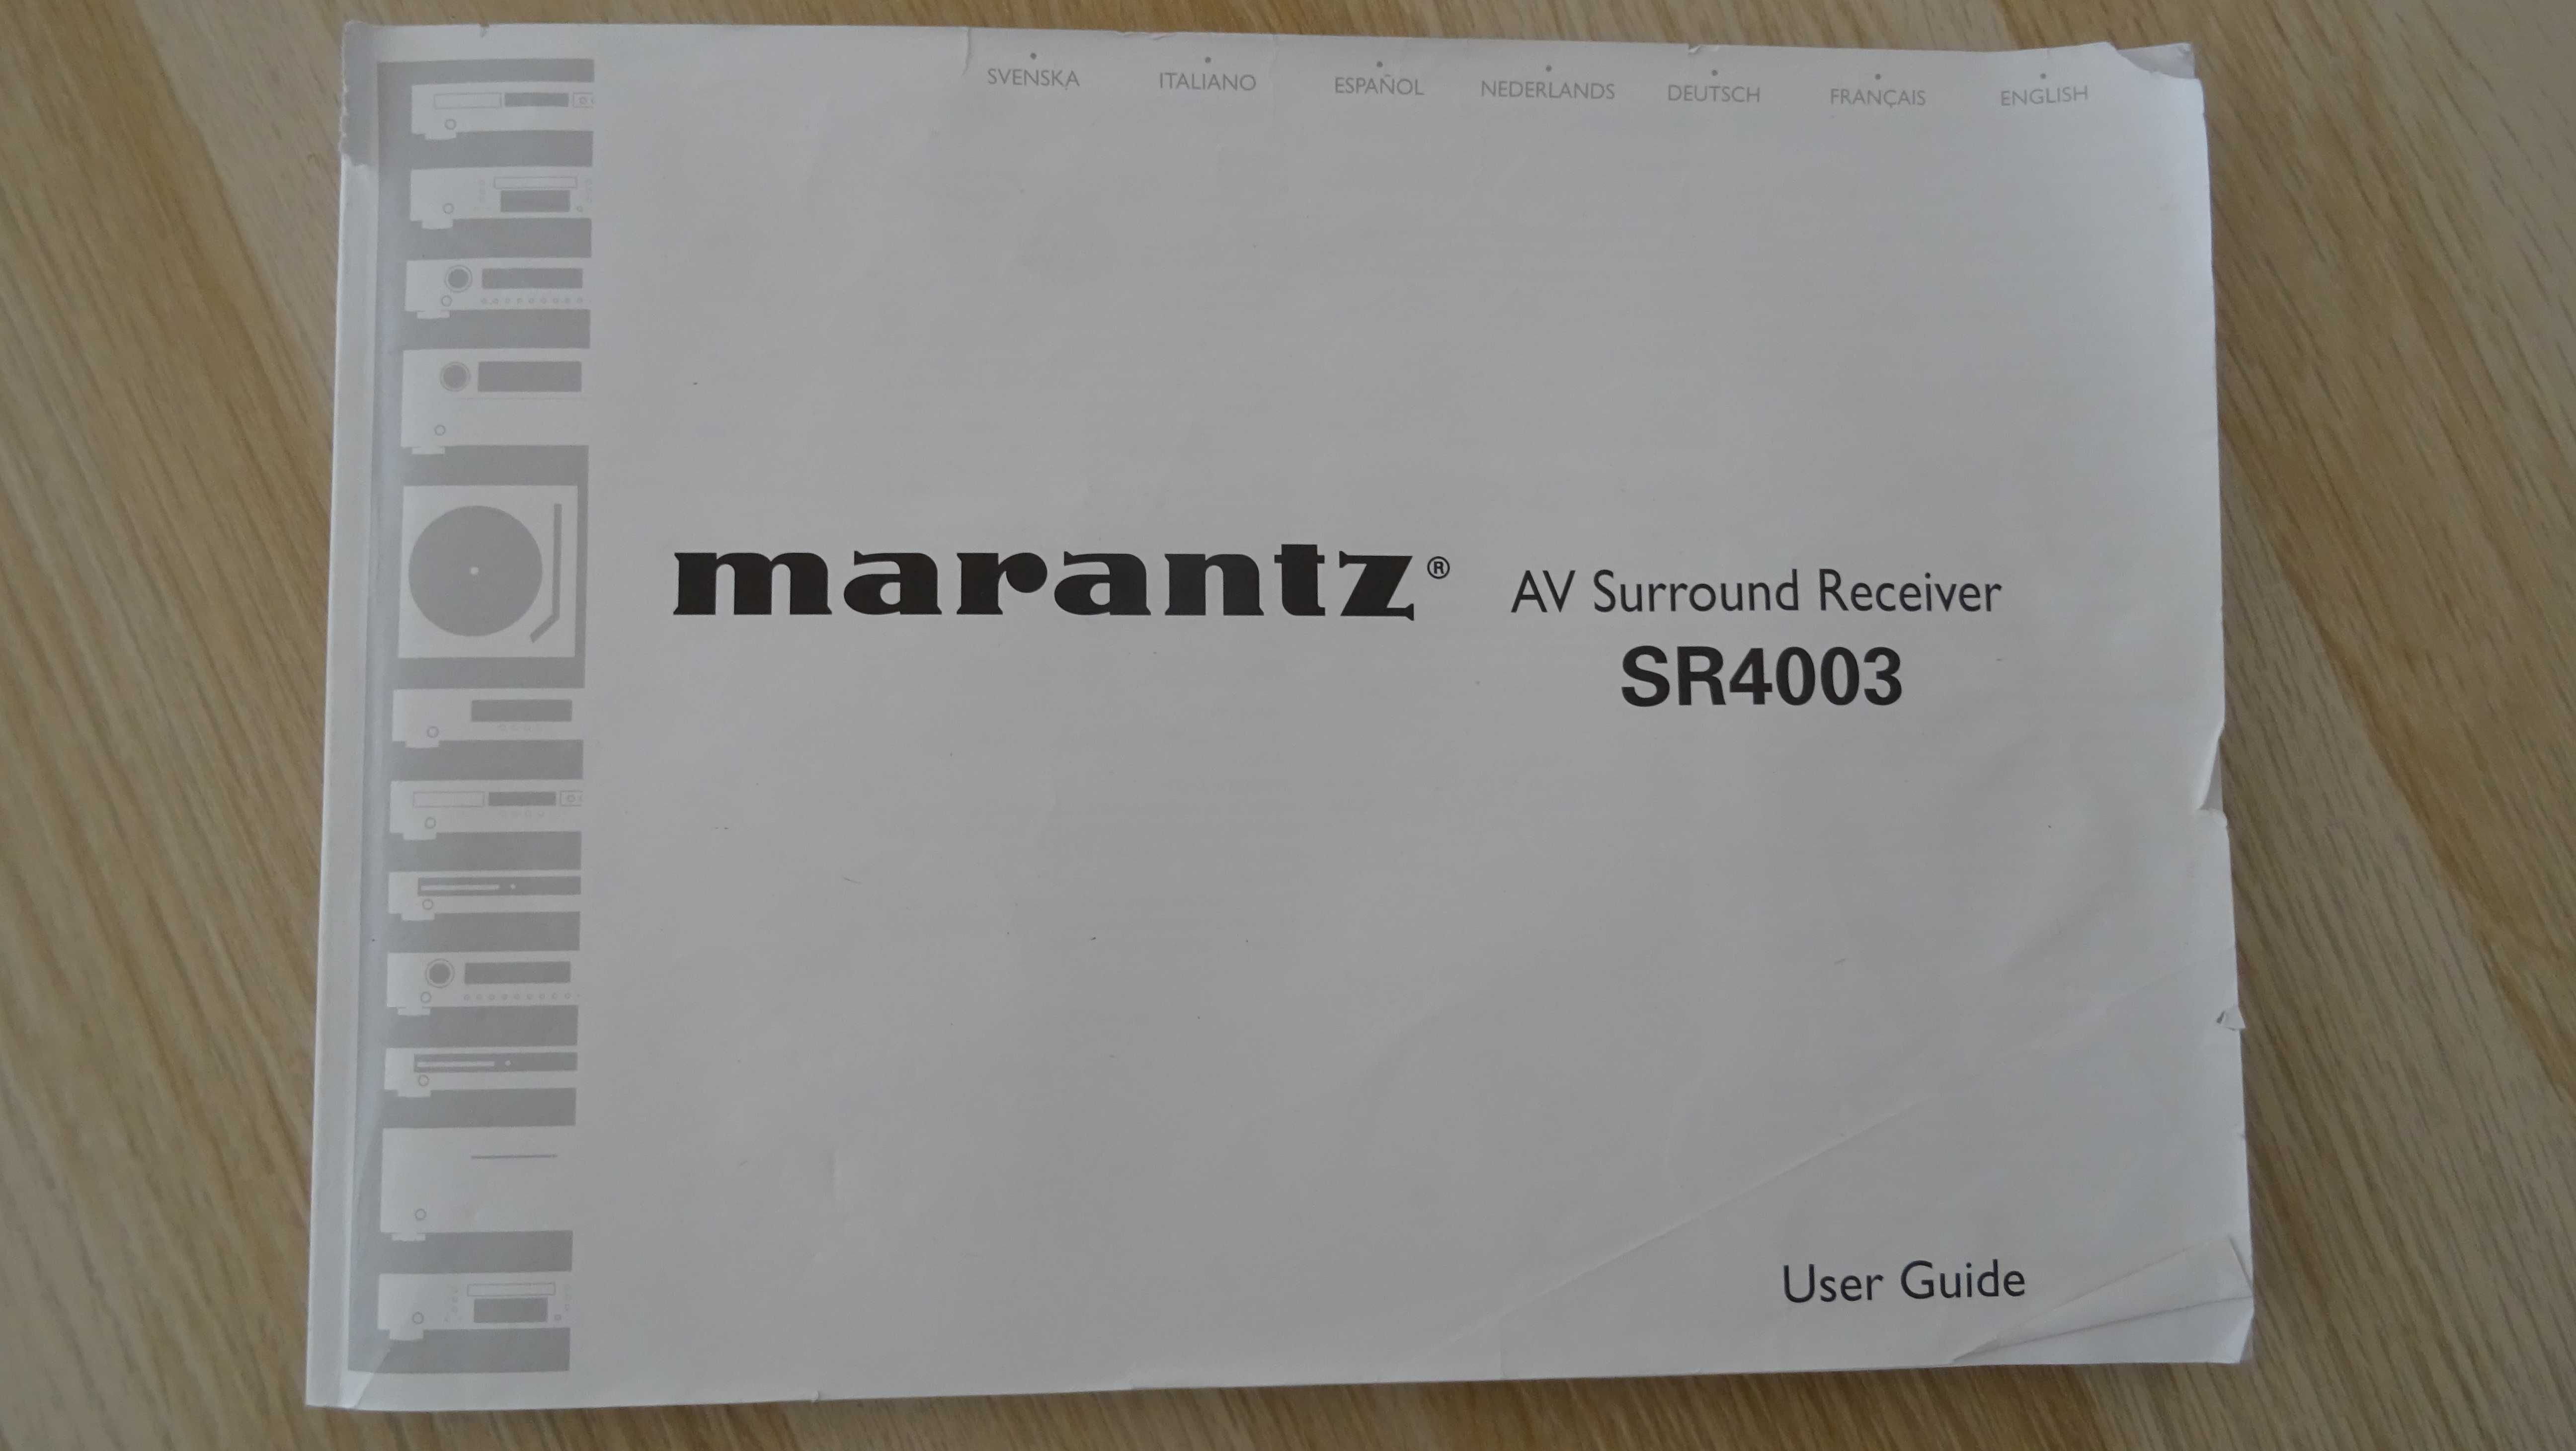 SVENSKA ITALIANO ESPAÑOL NEDERLANDS DEUTSCH FRANÇAIS ENGLISH
marantz® AV Surround Receiver
SR4003
User Guide